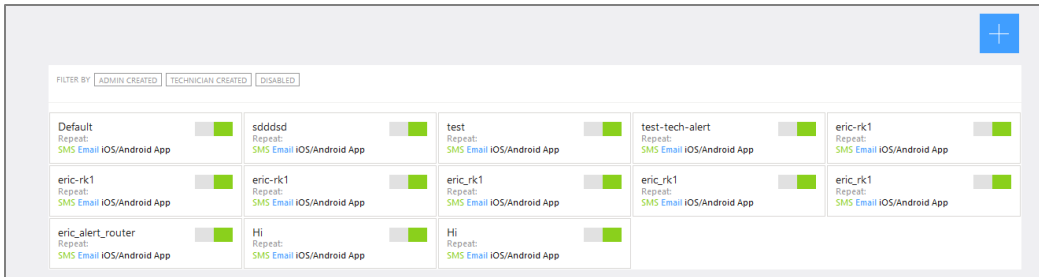 FILTER BY ADMIN CREATED TECHNICIAN CREATED DISABLED
Default
Repeat:
SMS Email iOS/Android App
sdddsd
Repeat:
SMS Email iOS/Android App
test
Repeat:
SMS Email iOS/Android App
test-tech-alert
Repeat:
SMS Email iOS/Android App
eric-rk1
Repeat:
SMS Email iOS/Android App
eric-rk1
Repeat:
SMS Email iOS/Android App
eric-rk1
Repeat:
SMS Email iOS/Android App
eric_rk1
Repeat:
SMS Email iOS/Android App
eric_rk1
Repeat:
SMS Email iOS/Android App
eric_rk1
Repeat:
SMS Email iOS/Android App
eric_alert_router
Repeat:
SMS Email iOS/Android App
Hi
Repeat:
SMS Email iOS/Android App
Hi
Repeat:
SMS Email iOS/Android App